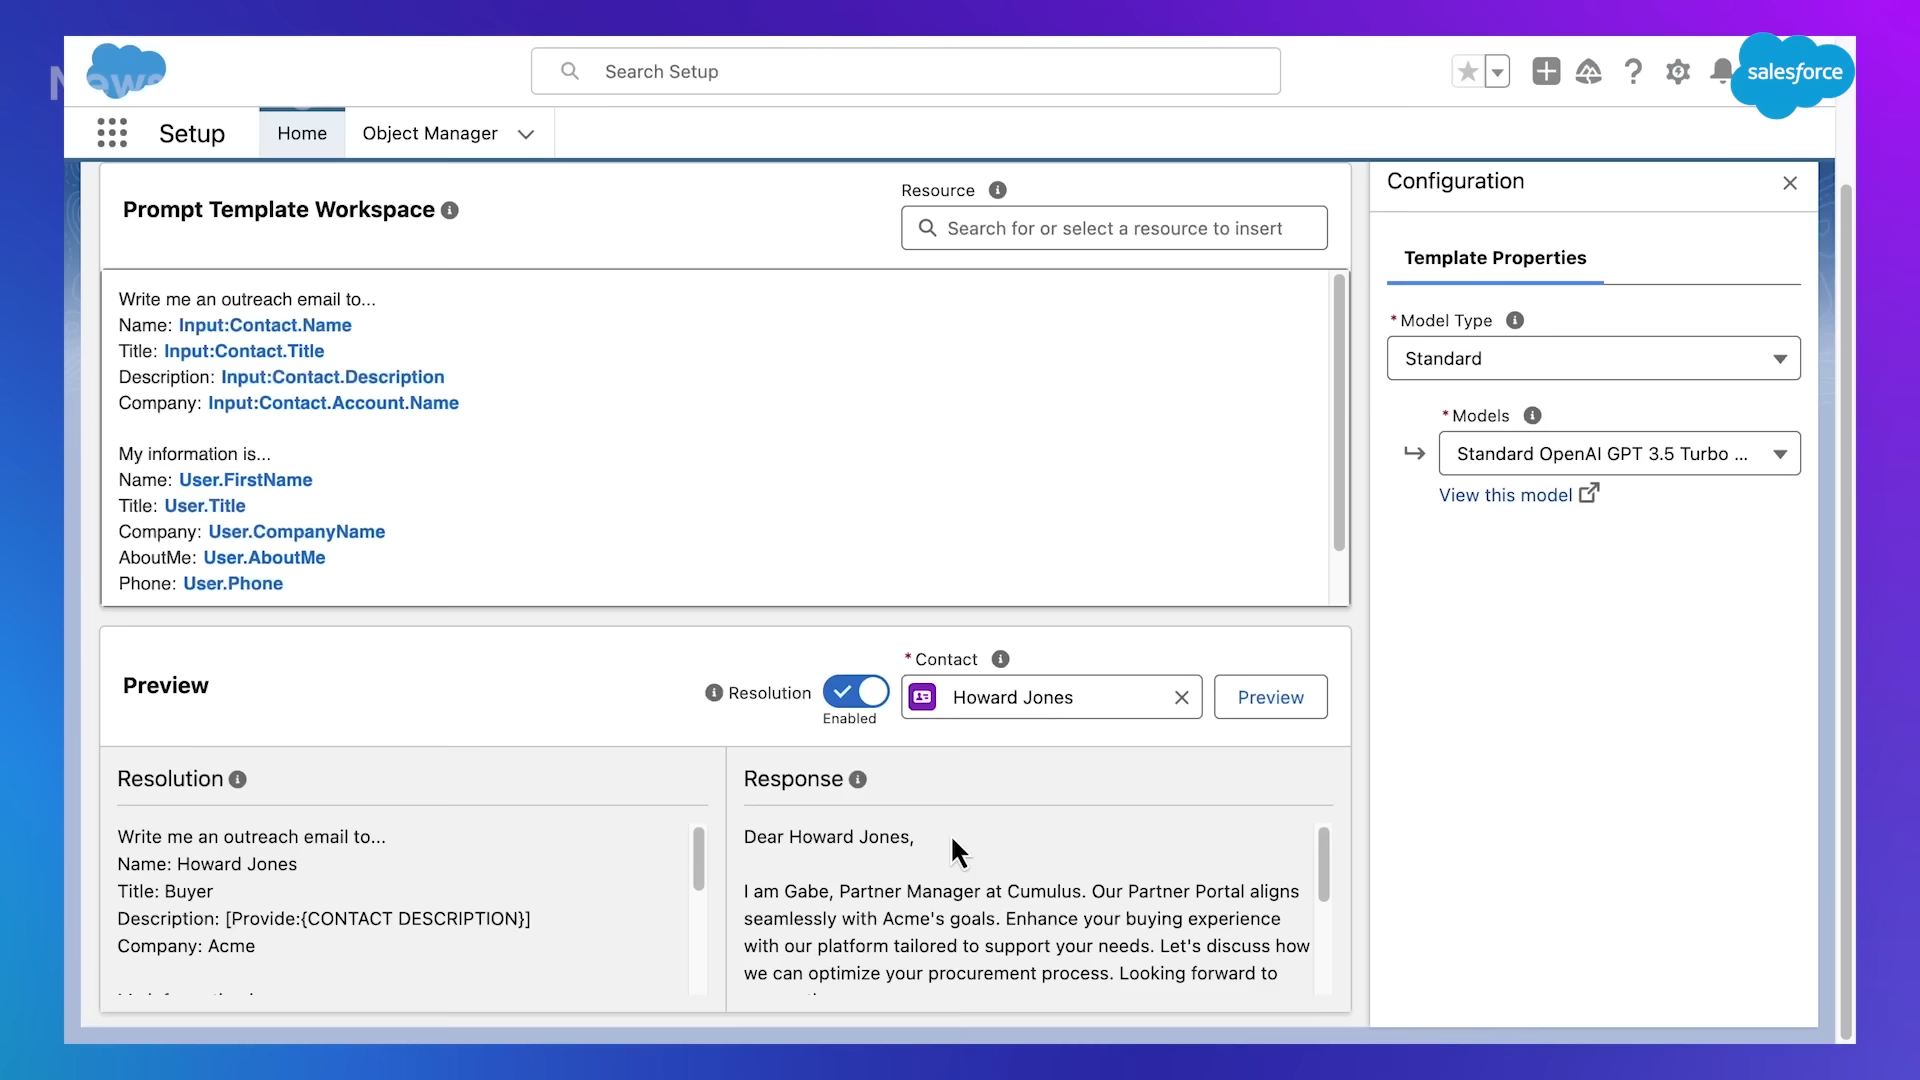 News
Search Setup
salesforce
Setup
Home
Object Manager
Prompt Template Workspace
Resource
Search for or select a resource to insert
Write me an outreach email to...
Name: Input:Contact.Name
Title: Input:Contact.Title
Description: Input:Contact.Description
Company: Input:Contact.Account.Name
My information is...
Name: User.FirstName
Title: User.Title
Company: User.CompanyName
AboutMe: User.AboutMe
Phone: User.Phone
Configuration
Template Properties
*Model Type
Standard
*Models
Standard OpenAI GPT 3.5 Turbo ...
View this model
Preview
Resolution
Enabled
*Contact
Howard Jones
Preview
Resolution
Write me an outreach email to...
Name: Howard Jones
Title: Buyer
Description: [Provide:{CONTACT DESCRIPTION}]
Company: Acme
Response
Dear Howard Jones,
I am Gabe, Partner Manager at Cumulus. Our Partner Portal aligns
seamlessly with Acme's goals. Enhance your buying experience
with our platform tailored to support your needs. Let's discuss how
we can optimize your procurement process. Looking forward to